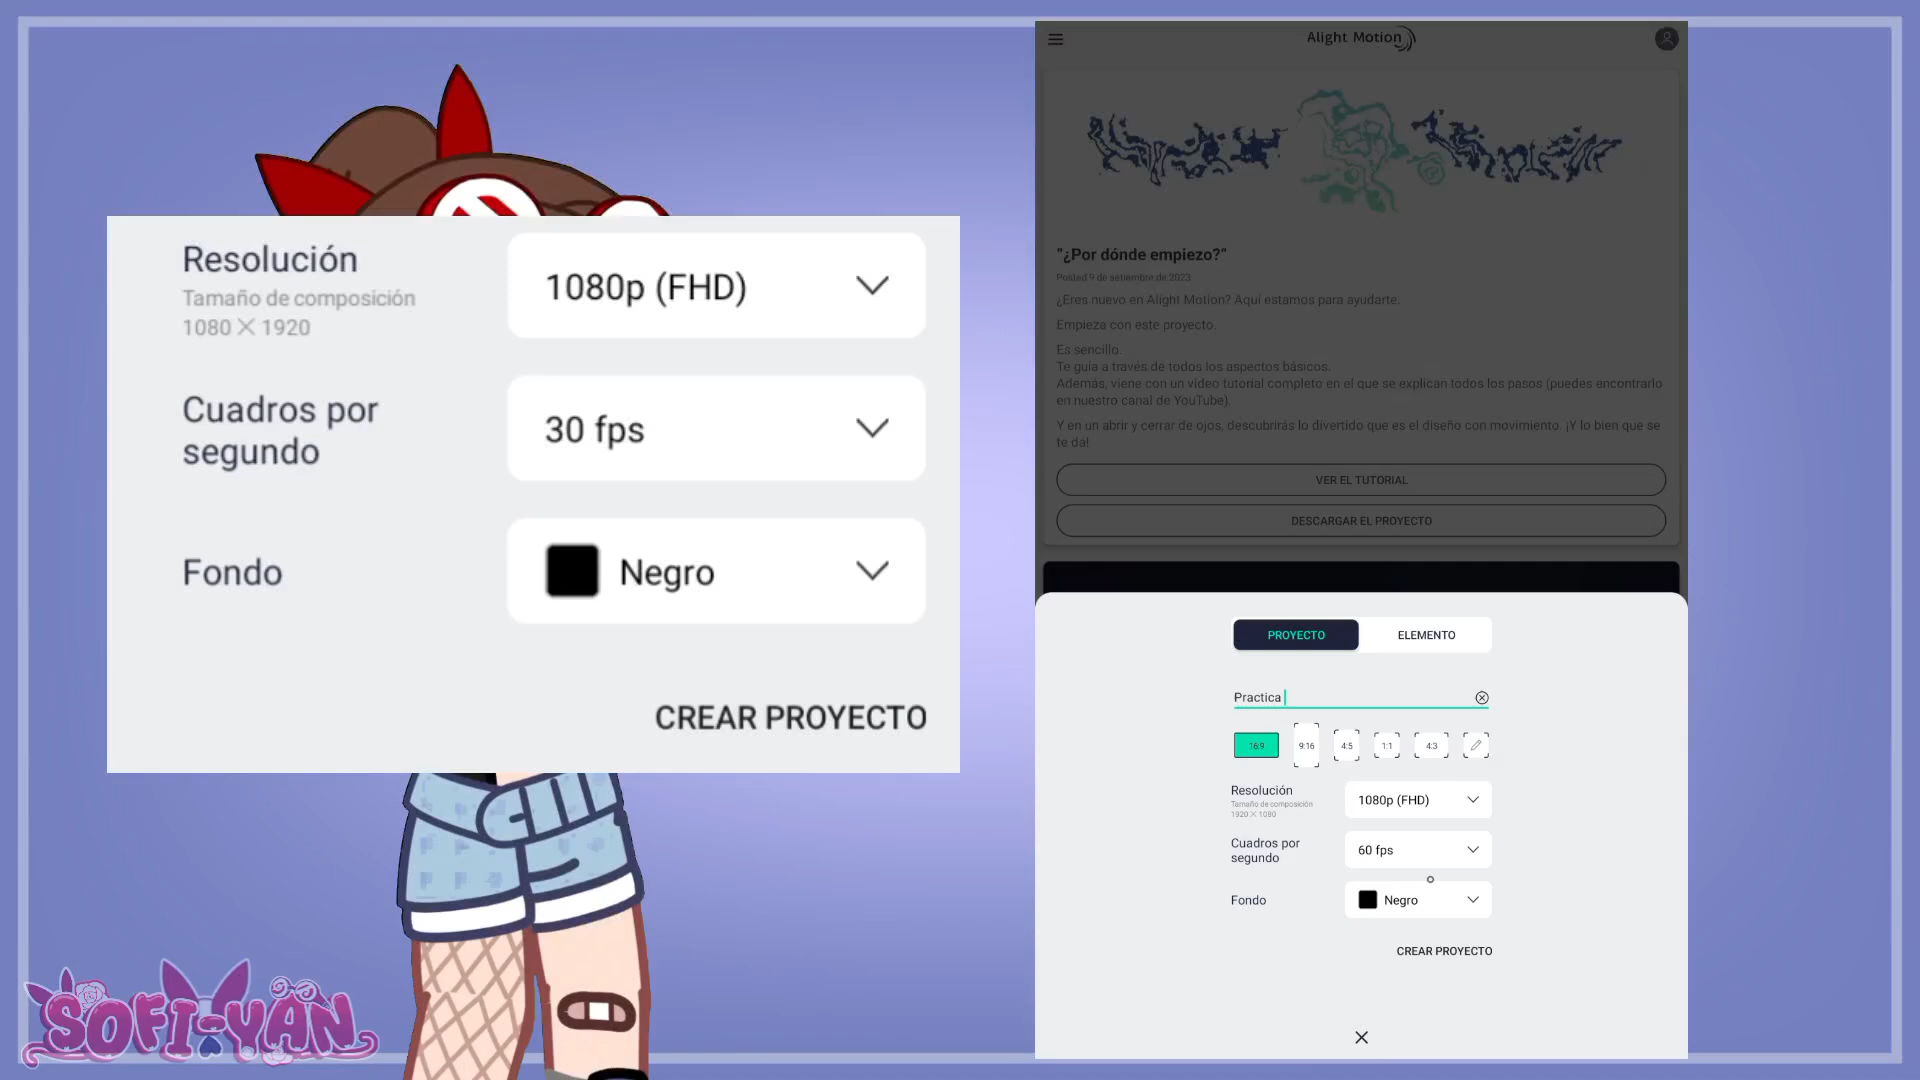 Resolución
Tamaño de composición
1080 X 1920
1080p (FHD)
Cuadros por
segundo
30 fps
Fondo
Negro
CREAR PROYECTO
SOFI-YAN
Alight Motion
"¿Por dónde empiezo?"
Posted 9 de setiembre de 2023
¿Eres nuevo en Alight Motion? Aquí estamos para ayudarte.
Empieza con este proyecto.
Es sencillo.
Te guía a través de todos los aspectos básicos.
Además, viene con un vídeo tutorial completo en el que se explican todos los pasos (puedes encontrarlo
en nuestro canal de YouTube).
Y en un abrir y cerrar de ojos, descubrirás lo divertido que es el diseño con movimiento. ¡Y lo bien que se
te da!
VER EL TUTORIAL
DESCARGAR EL PROYECTO
PROYECTO
ELEMENTO
Practica
16:9
9:16
4:5
1:1
4:3
Resolución
Tamaño de composición
1920 X 1080
1080p (FHD)
Cuadros por
segundo
60 fps
Fondo
Negro
CREAR PROYECTO